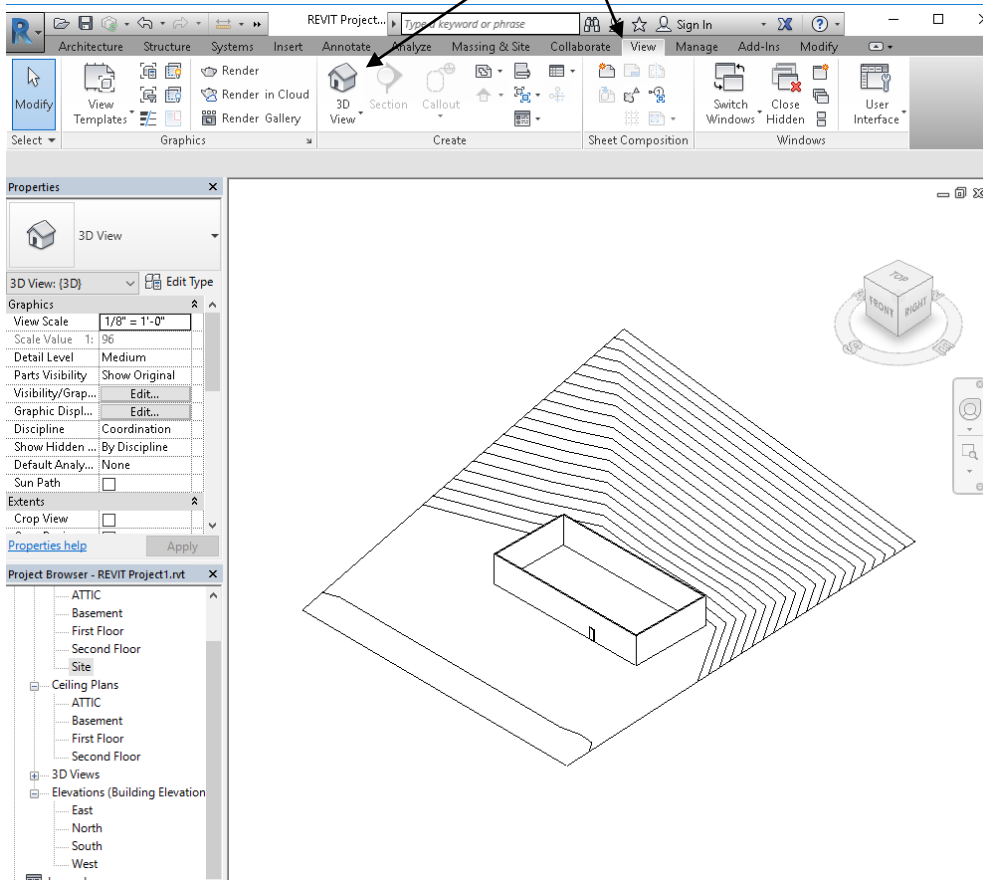 REVIT Project...
Type a keyword or phrase
Sign In
Architecture Structure Systems Insert Annotate Analyze Massing & Site Collaborate View Manage Add-Ins Modify
Modify
View
Templates
Render
Render in Cloud
Render Gallery
3D
View
Section
Callout
Switch
Windows
Close
Hidden
User
Interface
Select Graphics Create Sheet Composition Windows
Properties
3D View
3D View: {3D} Edit Type
Graphics
View Scale 1/8" = 1'-0"
Scale Value 1: 96
Detail Level Medium
Parts Visibility Show Original
Visibility/Grap... Edit...
Graphic Displ... Edit...
Discipline Coordination
Show Hidden ... By Discipline
Default Analy... None
Sun Path
Extents
Crop View
Properties help Apply
Project Browser - REVIT Project1.rvt
ATTIC
Basement
First Floor
Second Floor
Site
Ceiling Plans
ATTIC
Basement
First Floor
Second Floor
3D Views
Elevations (Building Elevation
East
North
South
West
TOP
FRONT RIGHT